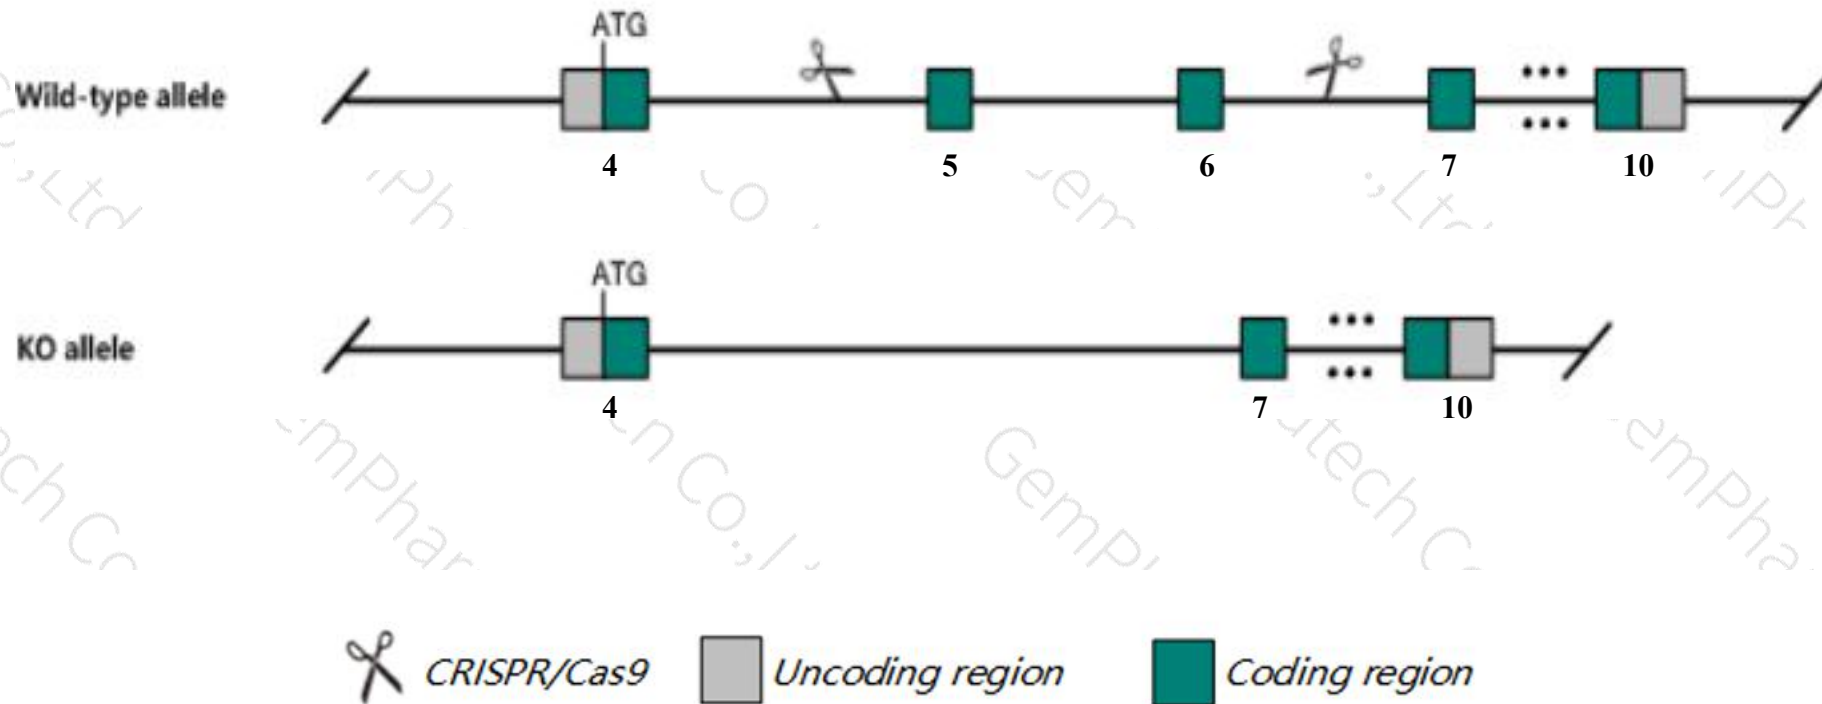 ATG
Wild-type allele
4 5 6 7 10
ATG
KO allele
4 7 10
CRISPR/Cas9 Uncoding region Coding region
GemPh